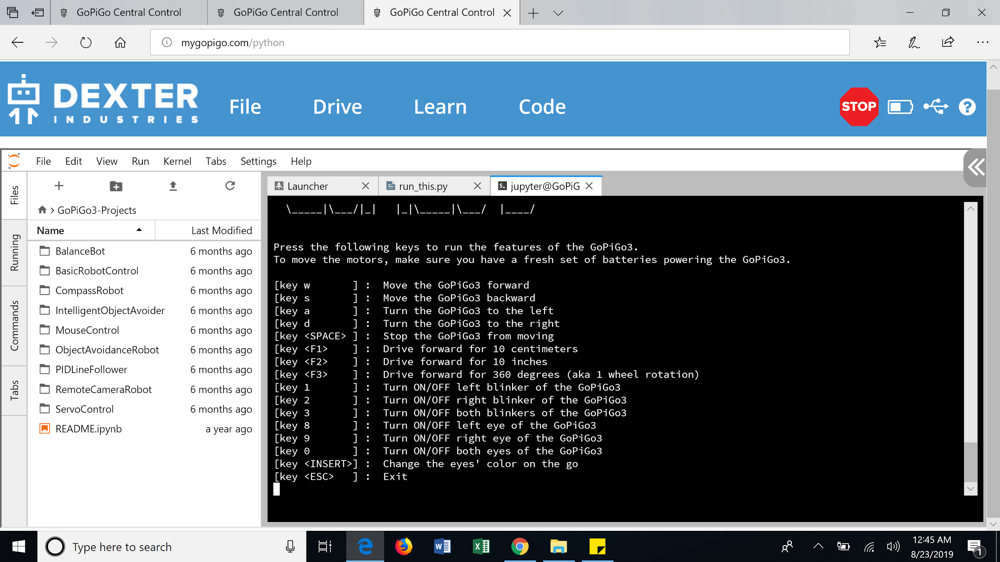 GoPiGo Central Control
GoPiGo Central Control
GoPiGo Central Control
mygopigo.com/python
DEXTER
INDUSTRIES
File Drive Learn Code
STOP
File Edit View Run Kernel Tabs Settings Help
Files
Running
Commands
Tabs
GoPiGo3-Projects
Name Last Modified
BalanceBot 6 months ago
BasicRobotControl 6 months ago
CompassRobot 6 months ago
IntelligentObjectAvoider 6 months ago
MouseControl 6 months ago
ObjectAvoidanceRobot 6 months ago
PIDLineFollower 6 months ago
RemoteCameraRobot 6 months ago
ServoControl 6 months ago
README.ipynb a year ago
Launcher run_this.py jupyter@GoPiG
\_____|\___/|_|   |_|\_____|\___/  |____/
Press the following keys to run the features of the GoPiGo3.
To move the motors, make sure you have a fresh set of batteries powering the GoPiGo3.
[key w       ] :  Move the GoPiGo3 forward
[key s       ] :  Move the GoPiGo3 backward
[key a       ] :  Turn the GoPiGo3 to the left
[key d       ] :  Turn the GoPiGo3 to the right
[key <SPACE> ] :  Stop the GoPiGo3 from moving
[key <F1>    ] :  Drive forward for 10 centimeters
[key <F2>    ] :  Drive forward for 10 inches
[key <F3>    ] :  Drive forward for 360 degrees (aka 1 wheel rotation)
[key 1       ] :  Turn ON/OFF left blinker of the GoPiGo3
[key 2       ] :  Turn ON/OFF right blinker of the GoPiGo3
[key 3       ] :  Turn ON/OFF both blinkers of the GoPiGo3
[key 8       ] :  Turn ON/OFF left eye of the GoPiGo3
[key 9       ] :  Turn ON/OFF right eye of the GoPiGo3
[key 0       ] :  Turn ON/OFF both eyes of the GoPiGo3
[key <INSERT>] :  Change the eyes' color on the go
[key <ESC>   ] :  Exit
Type here to search
12:45 AM
8/23/2019
1